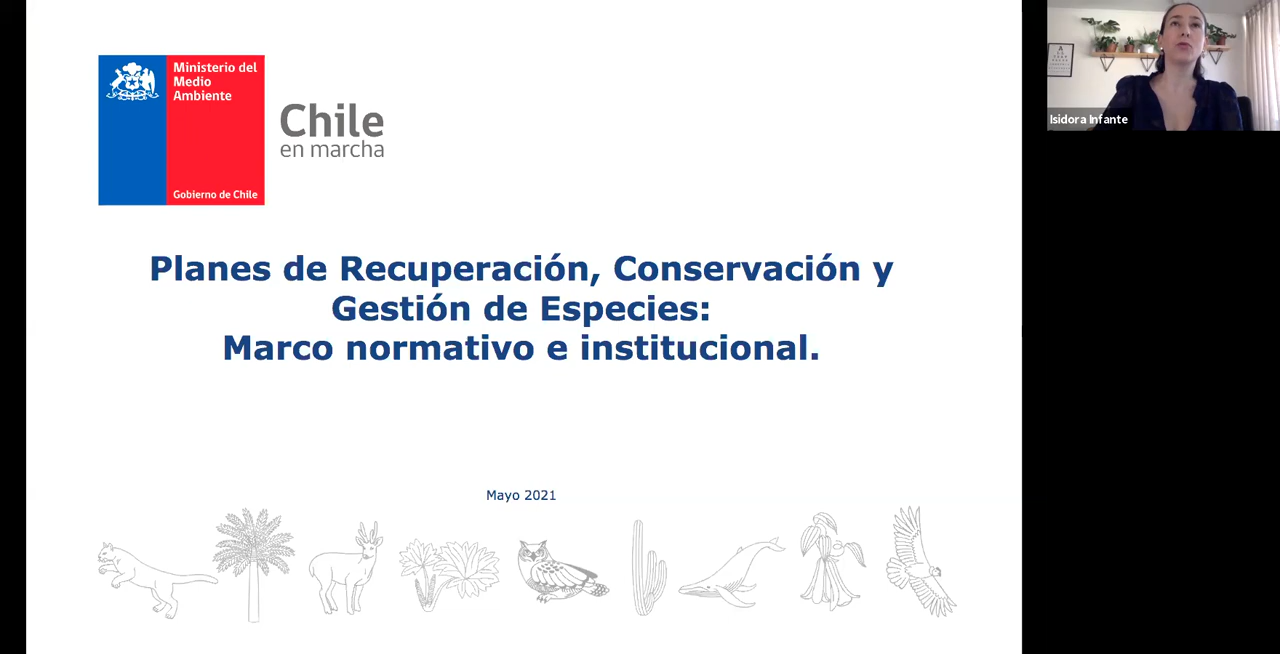 Ministerio del
Medio
Ambiente
Gobierno de Chile
Chile
en marcha
Planes de Recuperación, Conservación y
Gestión de Especies:
Marco normativo e institucional.
Mayo 2021
Isidora Infante